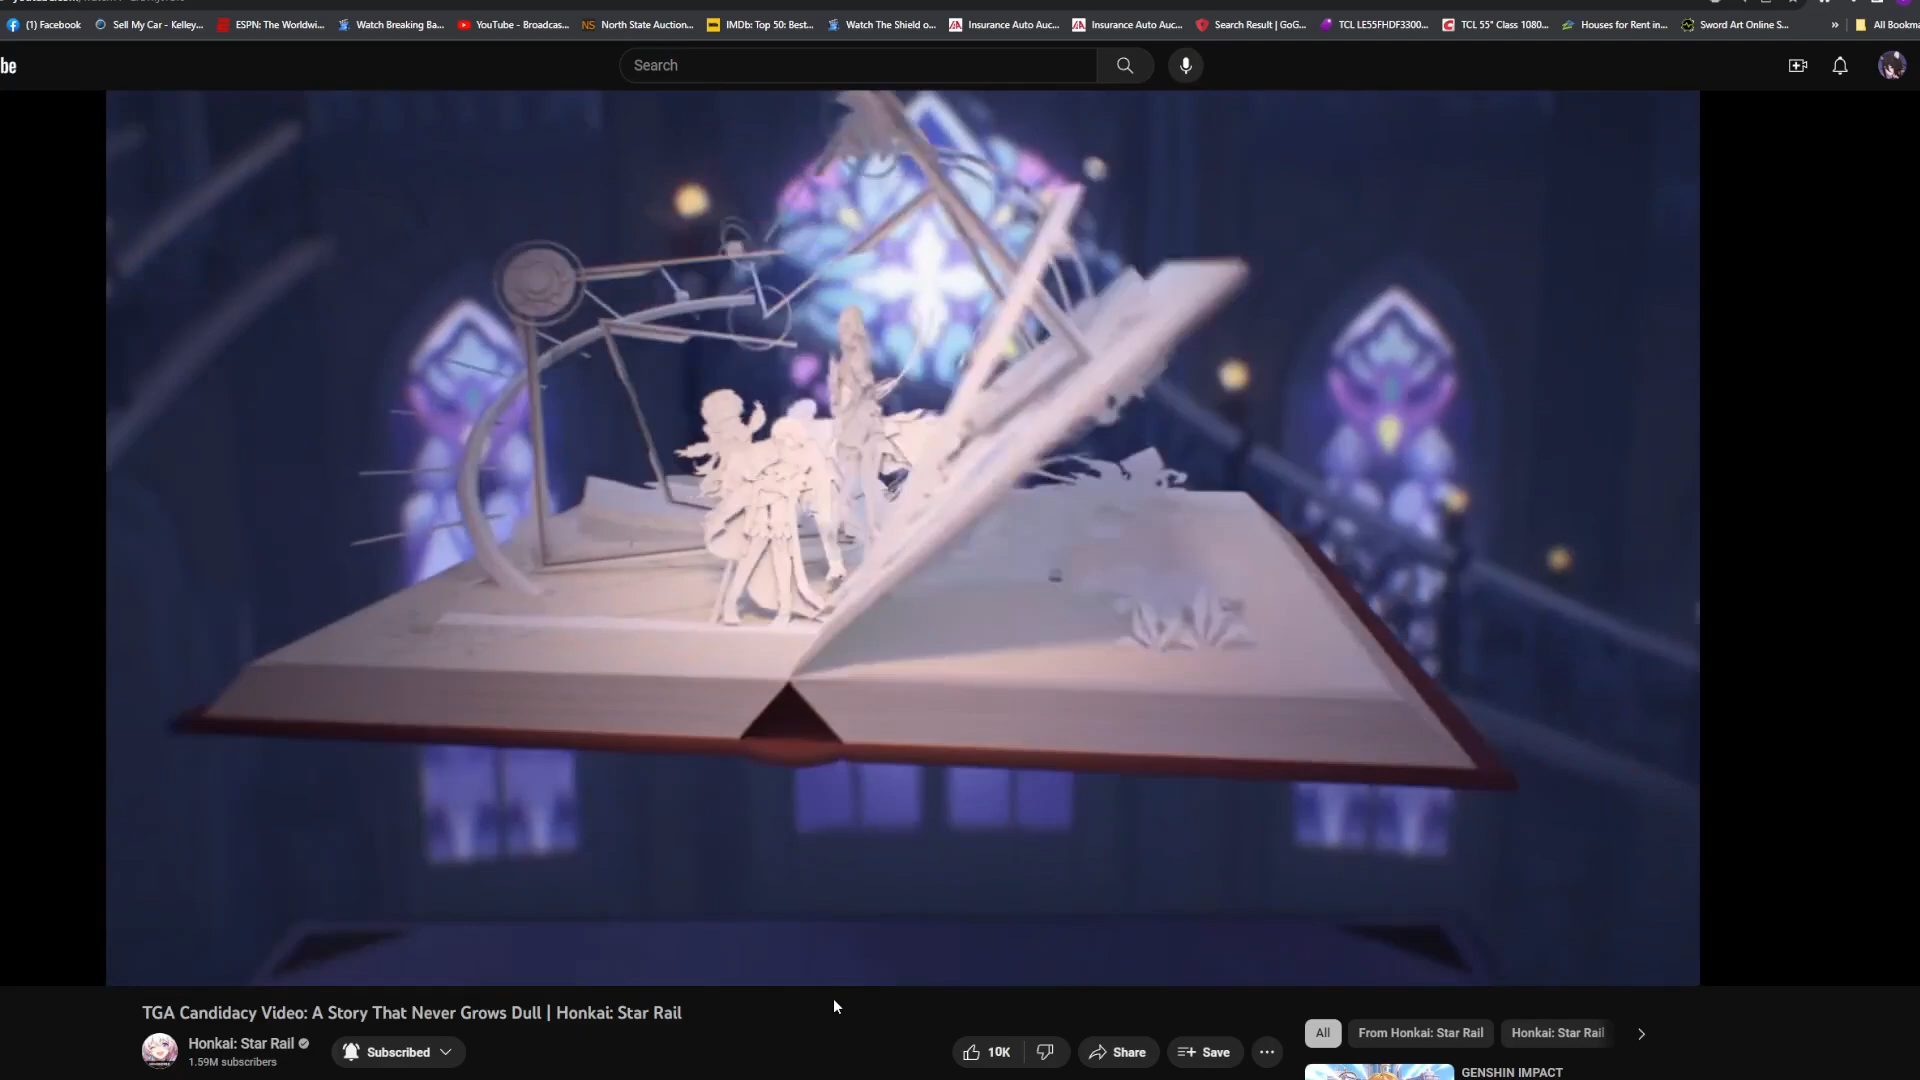 (1) Facebook
Sell My Car - Kelley...
ESPN: The Worldwi...
Watch Breaking Ba...
YouTube - Broadcas...
NS North State Auction...
IMDb: Top 50: Best...
Watch The Shield o...
Insurance Auto Auc...
Insurance Auto Auc...
Search Result | GoG...
TCL LE55FHDF3300...
TCL 55" Class 1080...
Houses for Rent in...
Sword Art Online S...
»
All Bookma
be
Search
TGA Candidacy Video: A Story That Never Grows Dull | Honkai: Star Rail
Honkai: Star Rail
1.59M subscribers
Subscribed
10K
Share
Save
All
From Honkai: Star Rail
Honkai: Star Rail
GENSHIN IMPACT